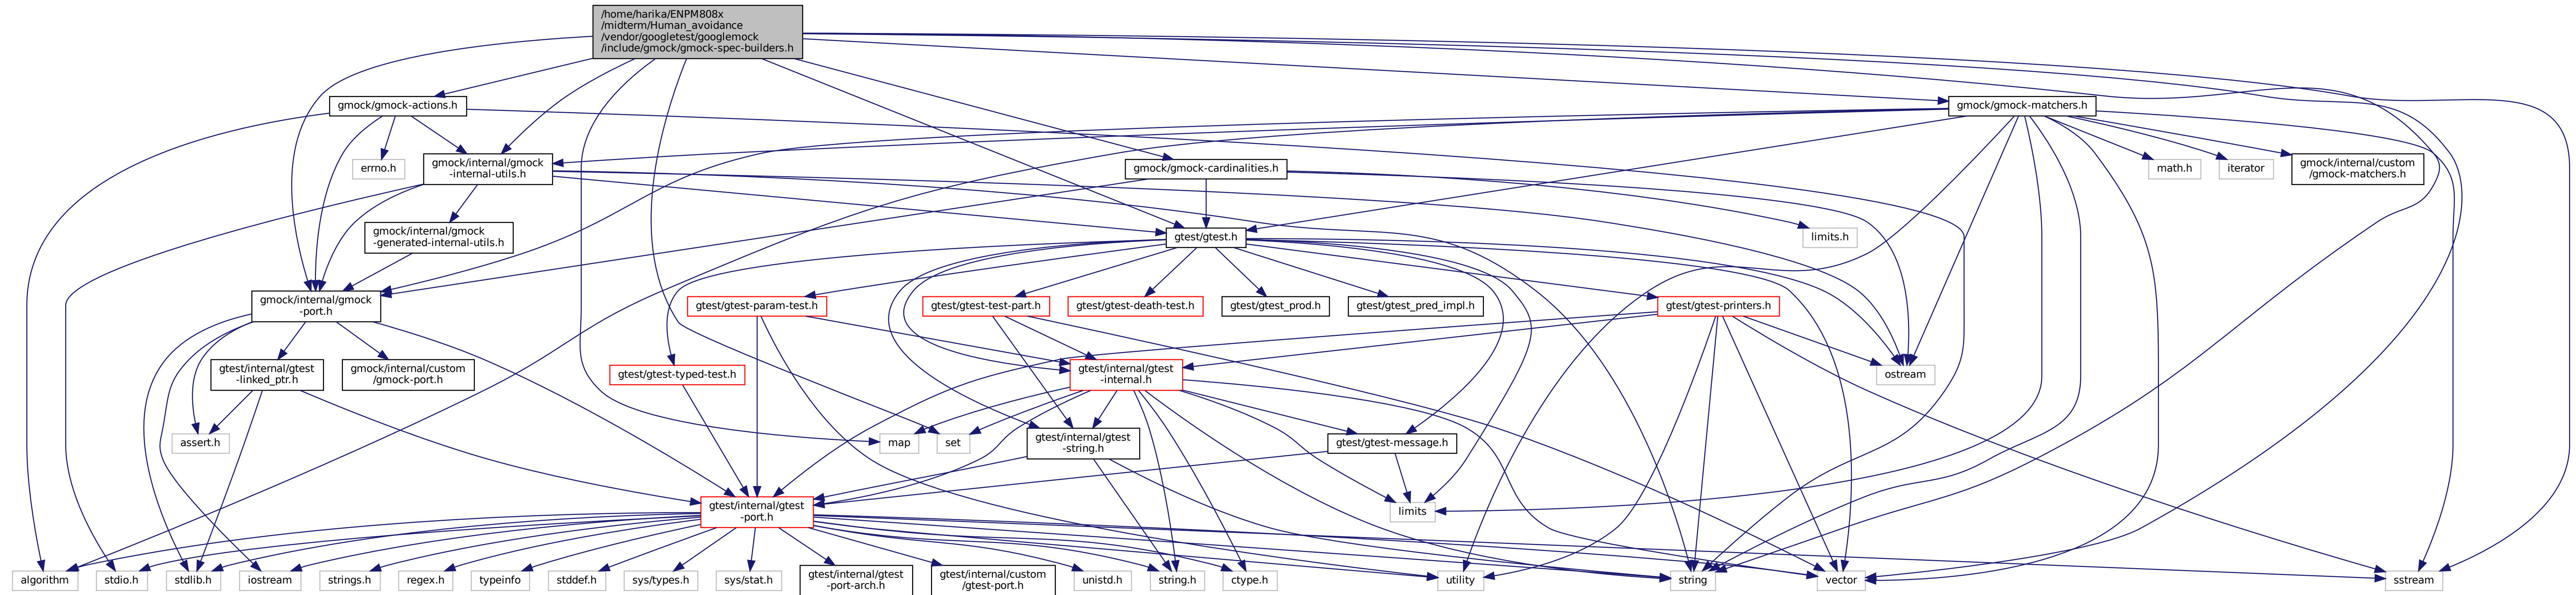 /home/harika/ENPM808x
/midterm/Human_avoidance
/vendor/googletest/googlemock
/include/gmock/gmock-spec-builders.h
gmock/gmock-actions.h
gmock/gmock-matchers.h
errno.h
gmock/internal/gmock
-internal-utils.h
gmock/gmock-cardinalities.h
math.h
iterator
gmock/internal/custom
/gmock-matchers.h
gmock/internal/gmock
-generated-internal-utils.h
gtest/gtest.h
limits.h
gmock/internal/gmock
-port.h
gtest/gtest-param-test.h
gtest/gtest-test-part.h
gtest/gtest-death-test.h
gtest/gtest_prod.h
gtest/gtest_pred_impl.h
gtest/gtest-printers.h
gtest/internal/gtest
-linked_ptr.h
gmock/internal/custom
/gmock-port.h
gtest/gtest-typed-test.h
gtest/internal/gtest
-internal.h
ostream
assert.h
map
set
gtest/internal/gtest
-string.h
gtest/gtest-message.h
gtest/internal/gtest
-port.h
limits
algorithm
stdio.h
stdlib.h
iostream
strings.h
regex.h
typeinfo
stddef.h
sys/types.h
sys/stat.h
gtest/internal/gtest
-port-arch.h
gtest/internal/custom
/gtest-port.h
unistd.h
string.h
ctype.h
utility
string
vector
sstream